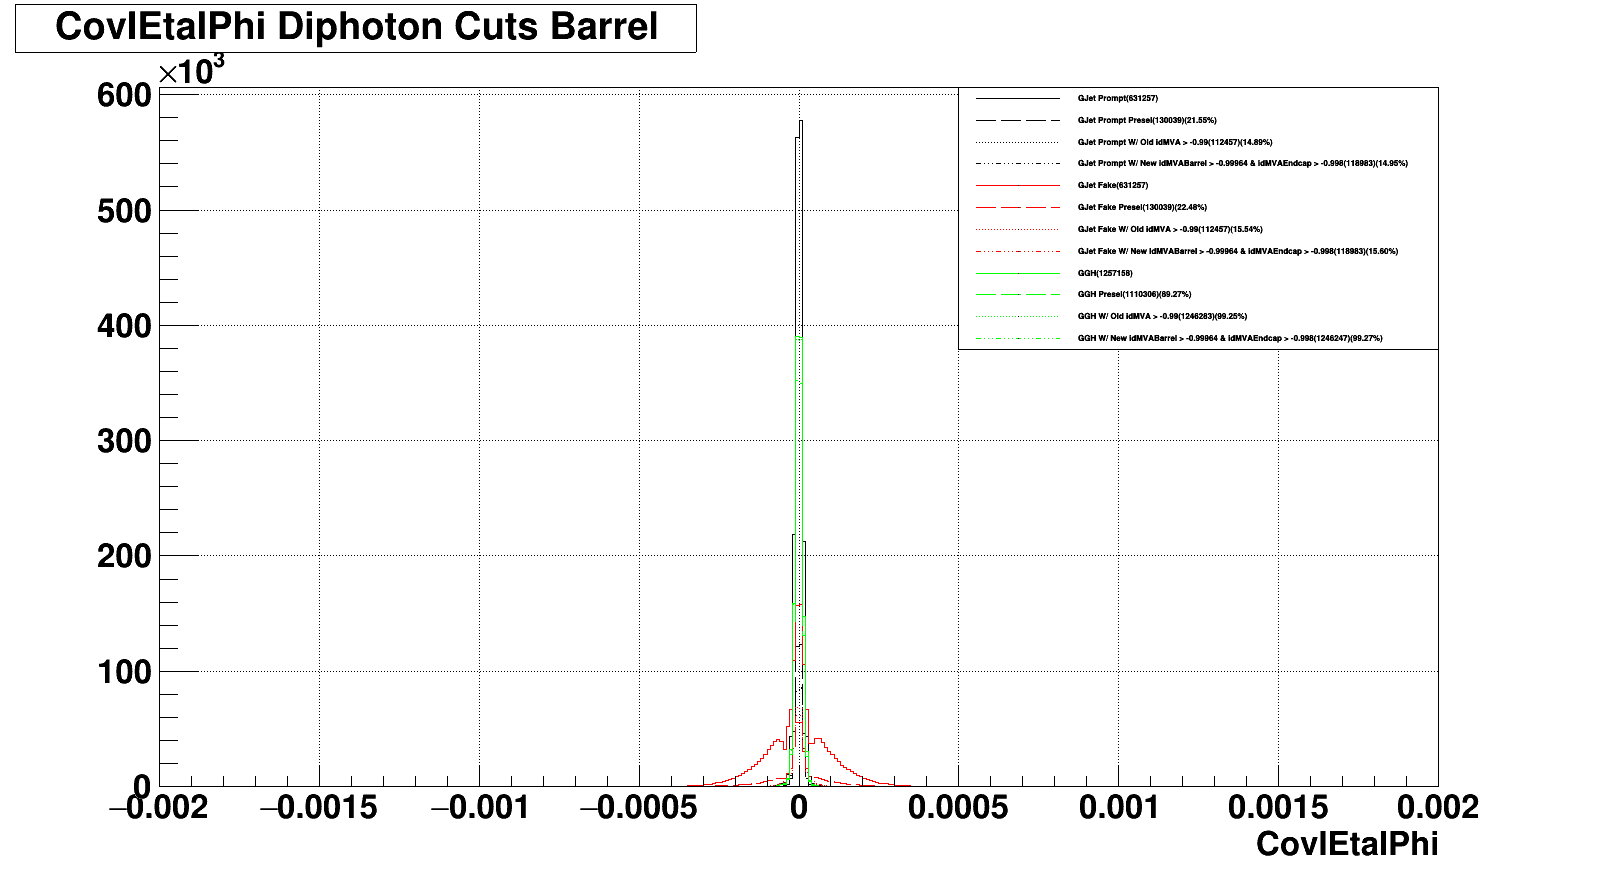 CovIEtaIPhi Diphoton Cuts Barrel
×10³
600
500
400
300
200
100
0
−0.002 −0.0015 −0.001 −0.0005 0 0.0005 0.001 0.0015 0.002
CovIEtaIPhi
GJet Prompt(631257)
GJet Prompt Presel(130039)(21.55%)
GJet Prompt W/ Old idMVA > -0.99(112457)(14.89%)
GJet Prompt W/ New idMVABarrel > -0.99964 & idMVAEndcap > -0.998(118983)(14.95%)
GJet Fake(631257)
GJet Fake Presel(130039)(22.48%)
GJet Fake W/ Old idMVA > -0.99(112457)(15.54%)
GJet Fake W/ New idMVABarrel > -0.99964 & idMVAEndcap > -0.998(118983)(15.60%)
GGH(1257158)
GGH Presel(1110306)(89.27%)
GGH W/ Old idMVA > -0.99(1246283)(99.25%)
GGH W/ New idMVABarrel > -0.99964 & idMVAEndcap > -0.998(1246247)(99.27%)